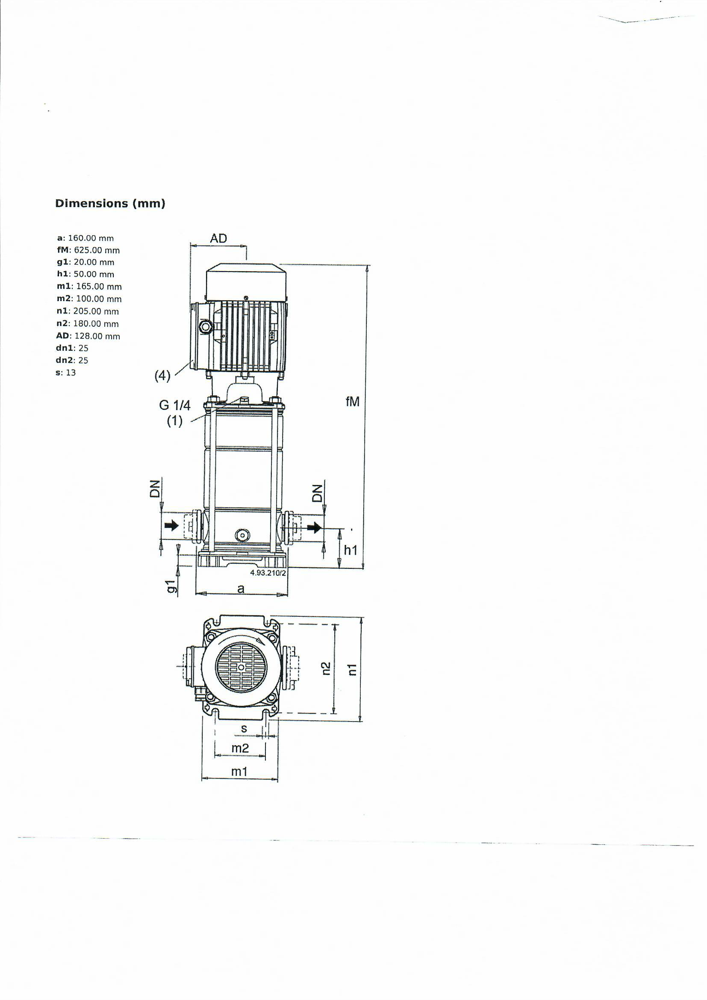 Dimensions (mm)
a: 160.00 mm
fM: 625.00 mm
g1: 20.00 mm
h1: 50.00 mm
m1: 165.00 mm
m2: 100.00 mm
n1: 205.00 mm
n2: 180.00 mm
AD: 128.00 mm
dn1: 25
dn2: 25
s: 13
AD
(4)
G 1/4
(1)
fM
DN
DN
h1
4.93.210/2
g1
a
n2
n1
s
m2
m1